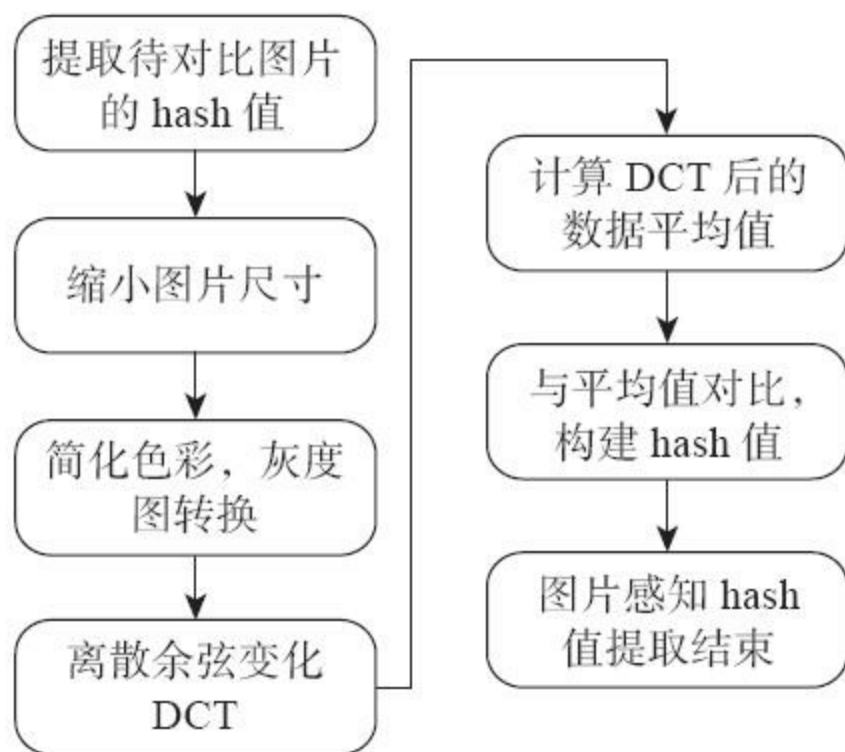 提取待对比图片
的 hash 值
缩小图片尺寸
简化色彩，灰度
图转换
离散余弦变化
DCT
计算 DCT 后的
数据平均值
与平均值对比，
构建 hash 值
图片感知 hash
值提取结束